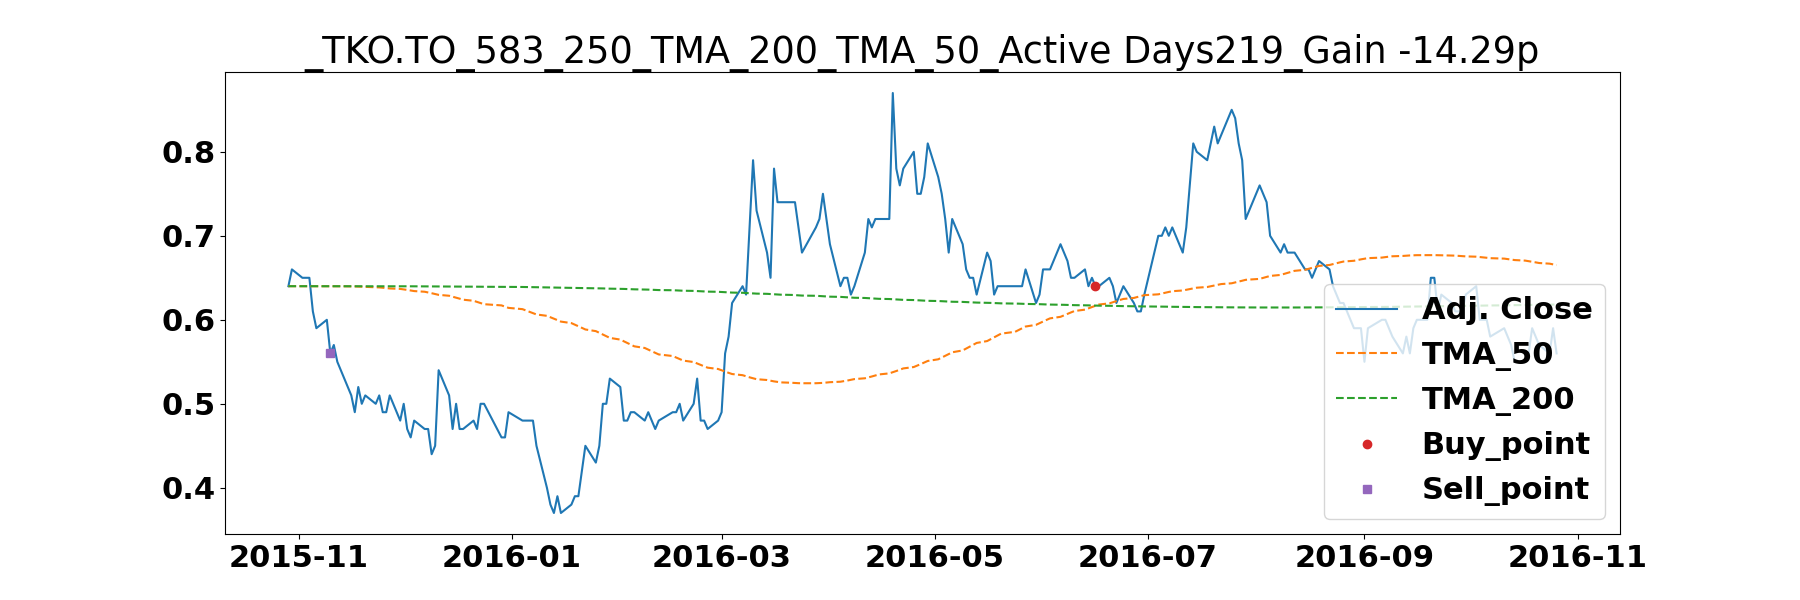 _TKO.TO_583_250_TMA_200_TMA_50_Active Days219_Gain -14.29p
0.8
0.7
0.6
0.5
0.4
Adj. Close
TMA_50
TMA_200
Buy_point
Sell_point
2015-11 2016-01 2016-03 2016-05 2016-07 2016-09 2016-11